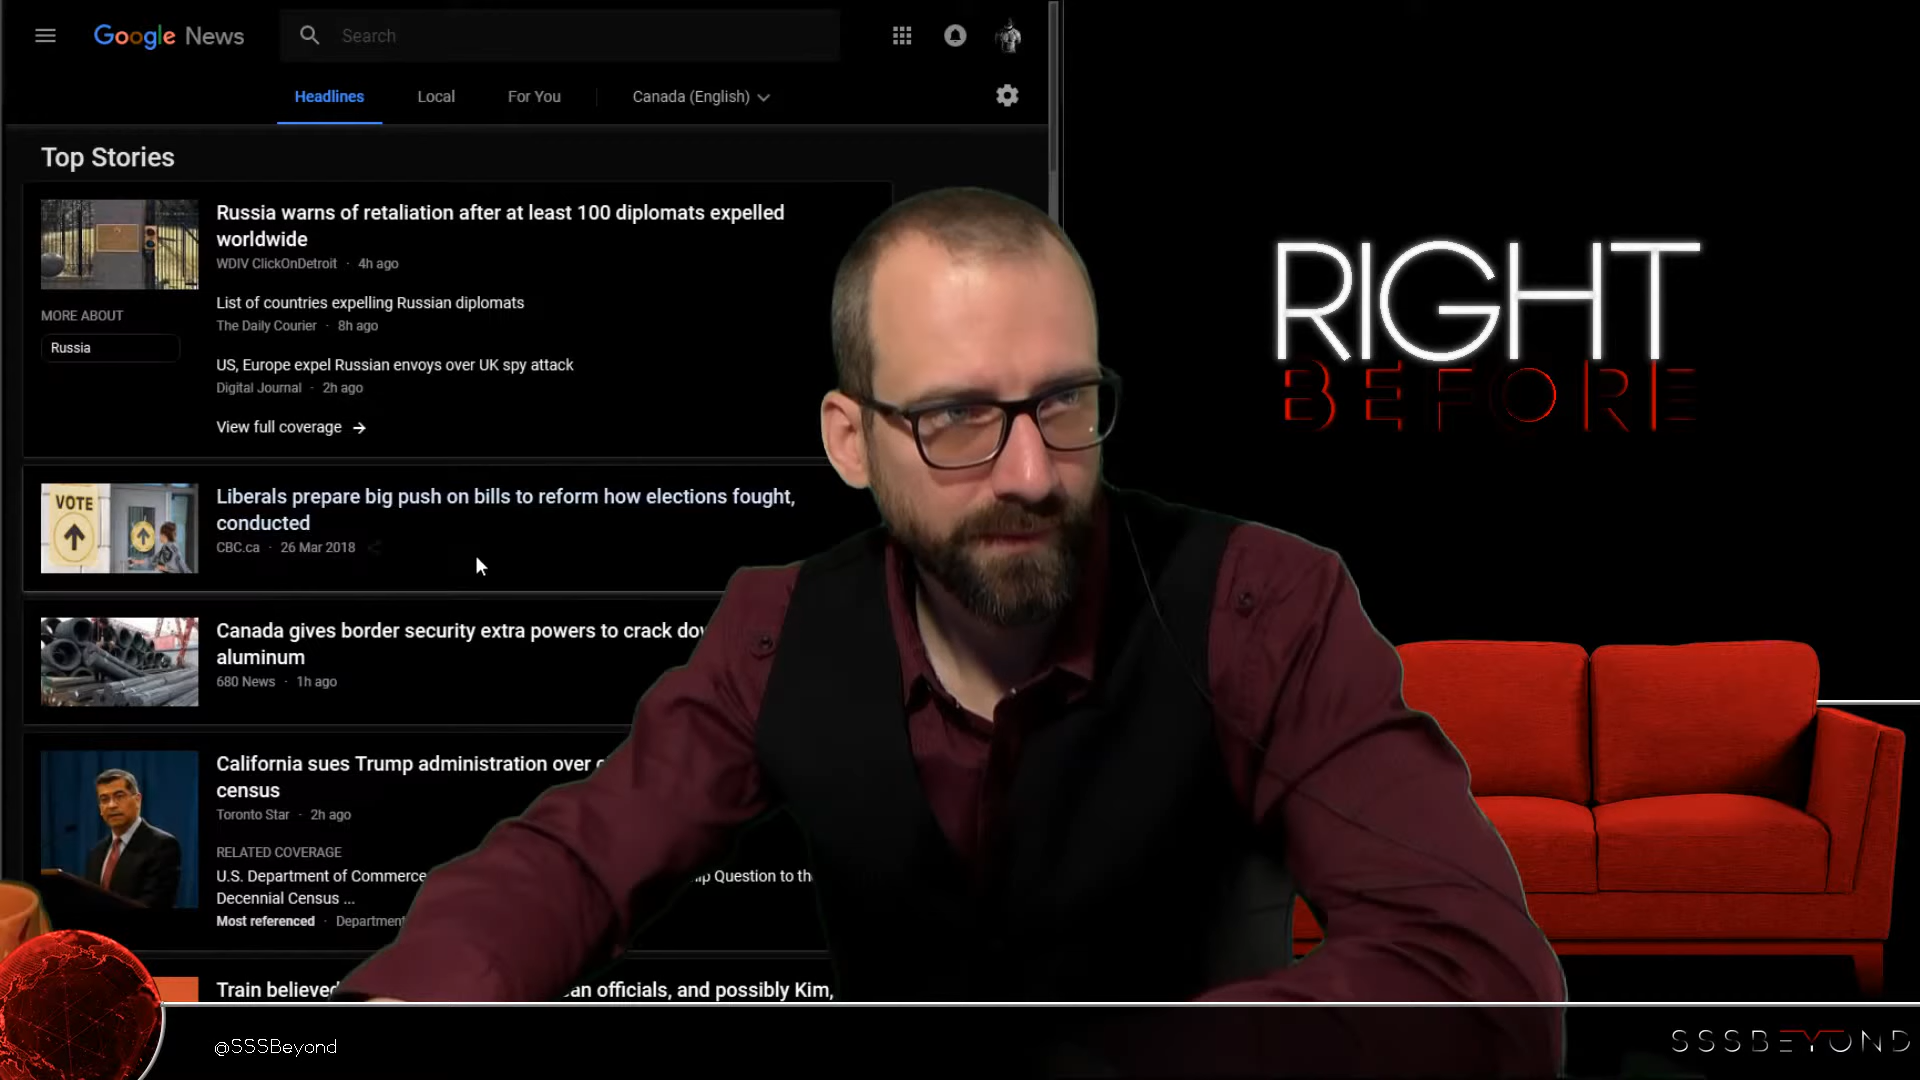 Google News
Search
Headlines
Local
For You
Canada (English)
Top Stories
Russia warns of retaliation after at least 100 diplomats expelled
worldwide
WDIV ClickOnDetroit · 4h ago
MORE ABOUT
Russia
List of countries expelling Russian diplomats
The Daily Courier · 8h ago
US, Europe expel Russian envoys over UK spy attack
Digital Journal · 2h ago
View full coverage
VOTE
Liberals prepare big push on bills to reform how elections fought,
conducted
CBC.ca · 26 Mar 2018
Canada gives border security extra powers to crack
aluminum
680 News · 1h ago
California sues Trump administration over
census
Toronto Star · 2h ago
RELATED COVERAGE
U.S. Department of Commerce Question to
Decennial Census ...
Most referenced · Department
Train believed officials, and possibly Kim,
RIGHT
BEFORE
@SSSBeyond
SSSBEYOND